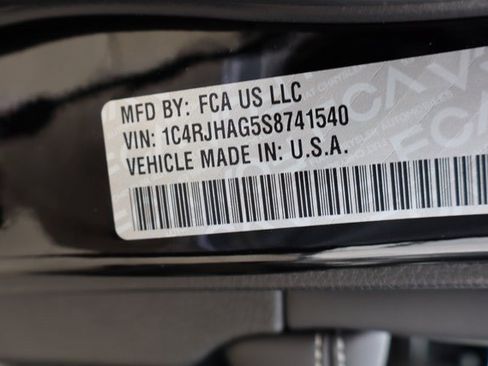 MFD BY: FCA US LLC
VIN: 1C4RJHAG5S8741540
VEHICLE MADE IN: U.S.A.